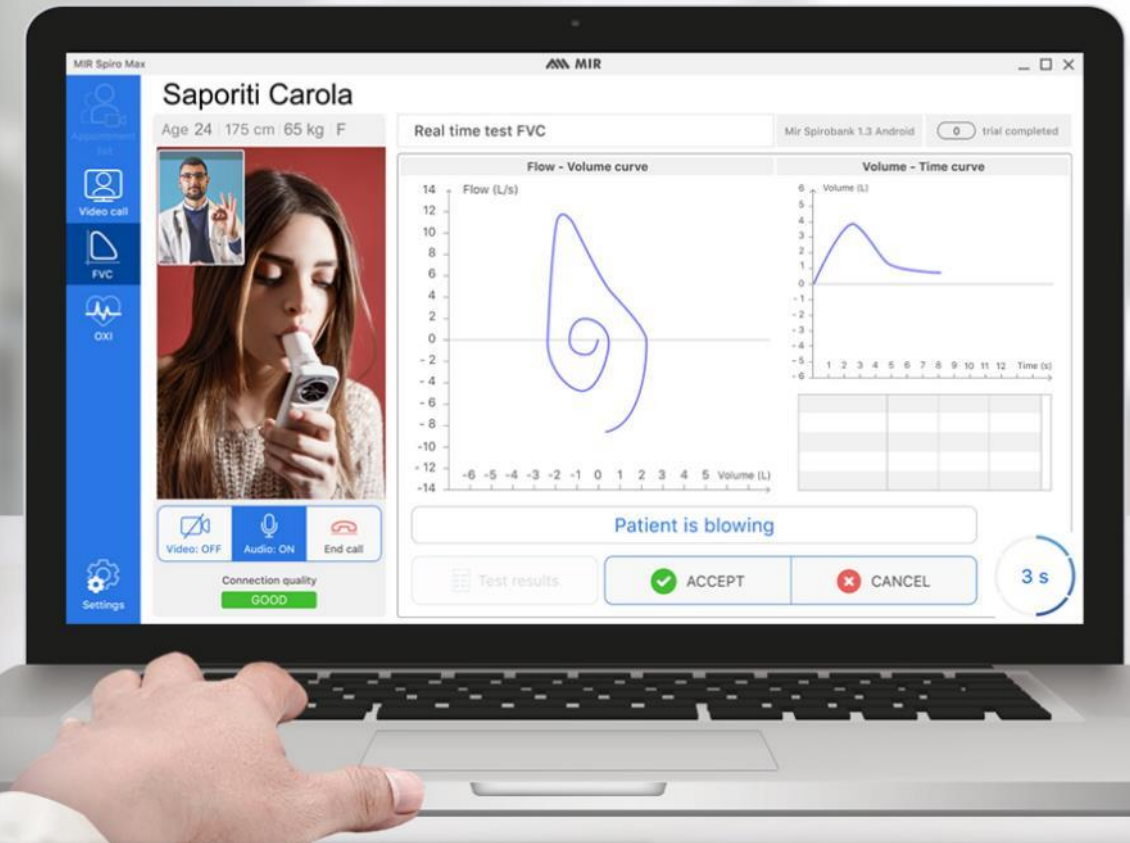 MIR Spiro Max
MIR
Saporiti Carola
Age 24 175 cm 65 kg F
Appointment
list
Video call
FVC
OXI
Settings
Video: OFF
Audio: ON
End call
Connection quality
GOOD
Real time test FVC
Mir Spirobank 1.3 Android
0 trial completed
Flow - Volume curve
Flow (L/s)
14
12
10
8
6
4
2
0
- 2
- 4
- 6
- 8
-10
- 12
-14
-6 -5 -4 -3 -2 -1 0 1 2 3 4 5 Volume (L)
Volume - Time curve
Volume (L)
6
5
4
3
2
1
0
- 1
- 2
- 3
- 4
- 5
- 6
1 2 3 4 5 6 7 8 9 10 11 12 Time (s)
Patient is blowing
Test results
ACCEPT
CANCEL
3 s